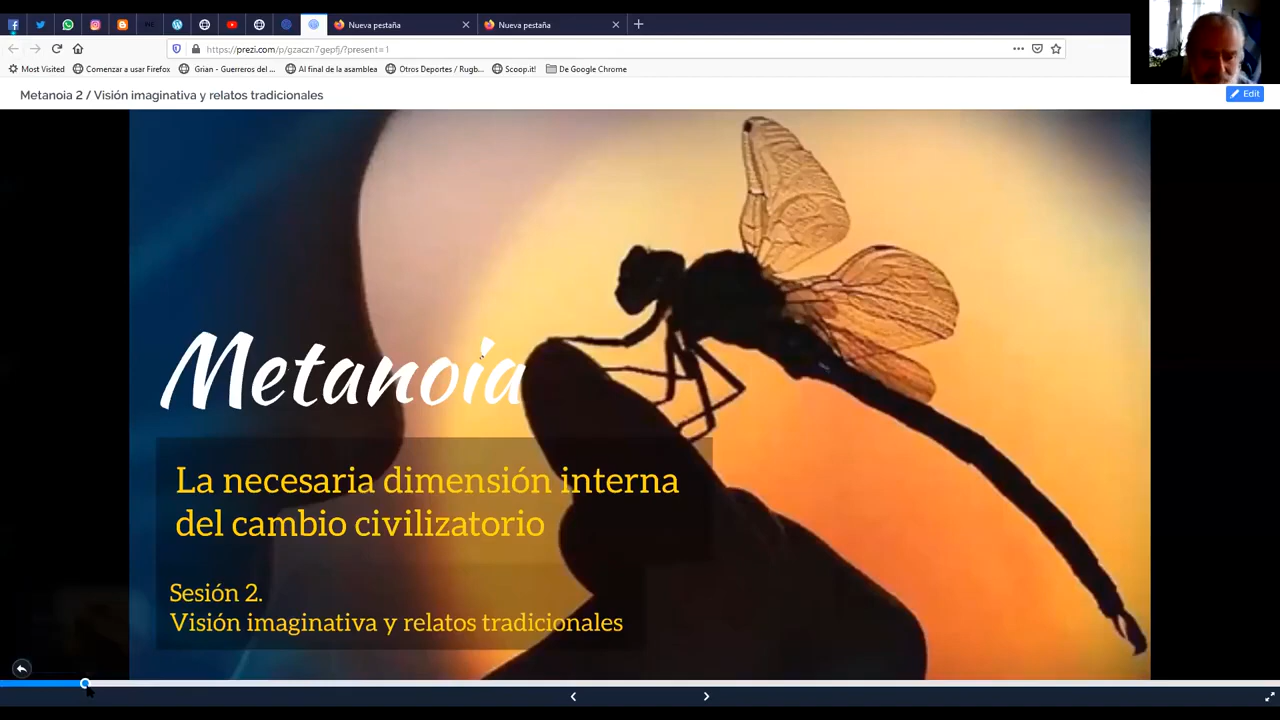 Nueva pestaña
Nueva pestaña
https://prezi.com/p/gzaczn7gepfj/?present=1
Most Visited
Comenzar a usar Firefox
Grian - Guerreros del ...
Al final de la asamblea
Otros Deportes / Rugb...
Scoop.it!
De Google Chrome
Metanoia 2 / Visión imaginativa y relatos tradicionales
Edit
Metanoia
La necesaria dimensión interna
del cambio civilizatorio
Sesión 2.
Visión imaginativa y relatos tradicionales